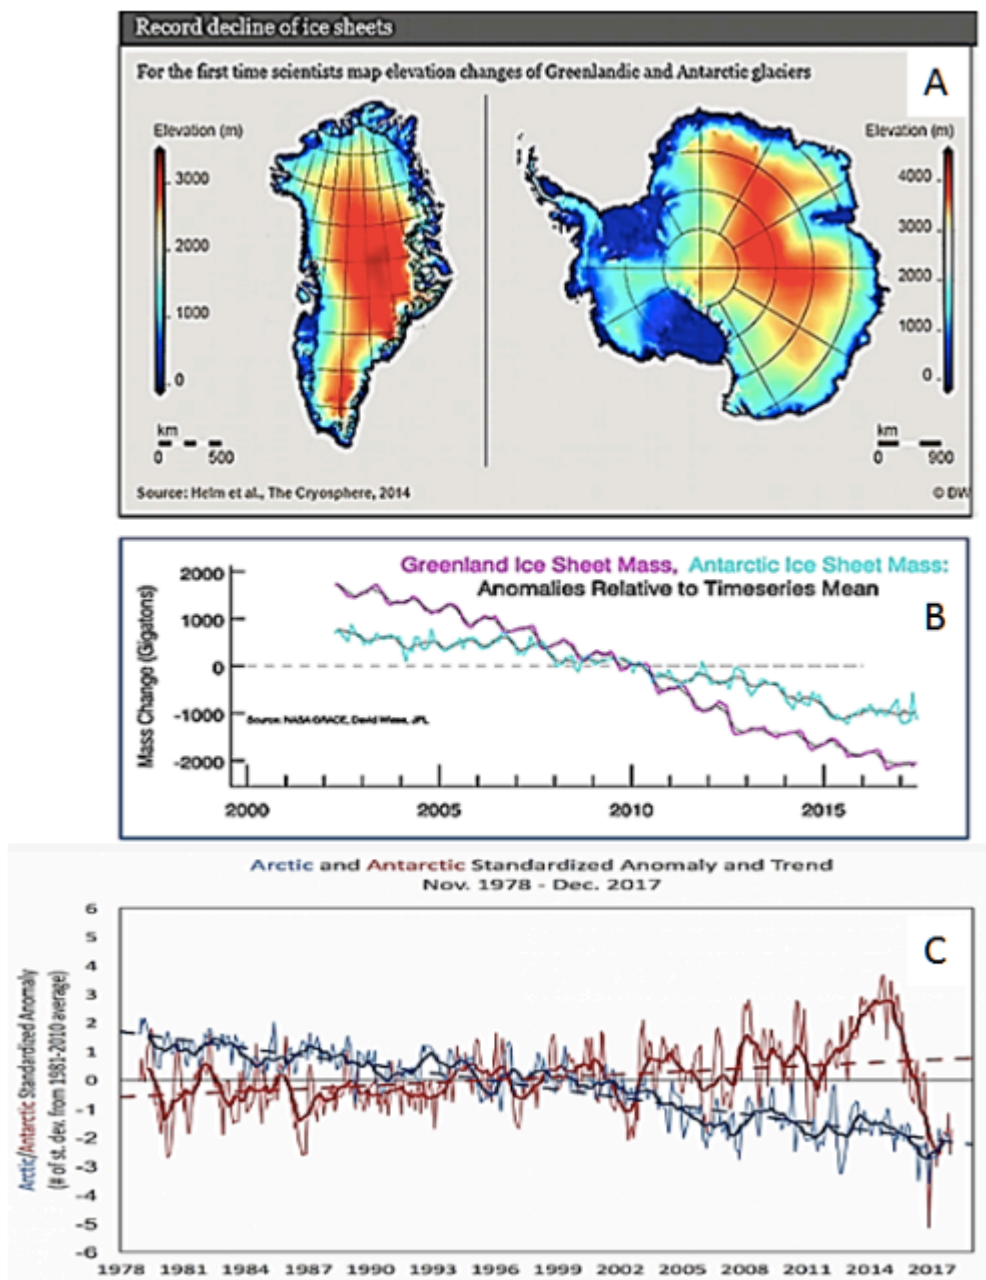 Record decline of ice sheets
For the first time scientists map elevation changes of Greenlandic and Antarctic glaciers
A
Elevation (m)
3000
2000
1000
0
km
0 500
Elevation (m)
4000
3000
2000
1000
0
km
0 900
Source: Helm et al., The Cryosphere, 2014
© DW
Greenland Ice Sheet Mass, Antarctic Ice Sheet Mass:
Anomalies Relative to Timeseries Mean
B
Mass Change (Gigatons)
2000
1000
0
-1000
-2000
Source: NASA GRACE, David Wiese, JPL
2000 2005 2010 2015
Arctic and Antarctic Standardized Anomaly and Trend
Nov. 1978 - Dec. 2017
C
Arctic/Antarctic Standardized Anomaly
(# of st. dev. from 1981-2010 average)
6
5
4
3
2
1
0
-1
-2
-3
-4
-5
-6
1978 1981 1984 1987 1990 1993 1996 1999 2002 2005 2008 2011 2014 2017